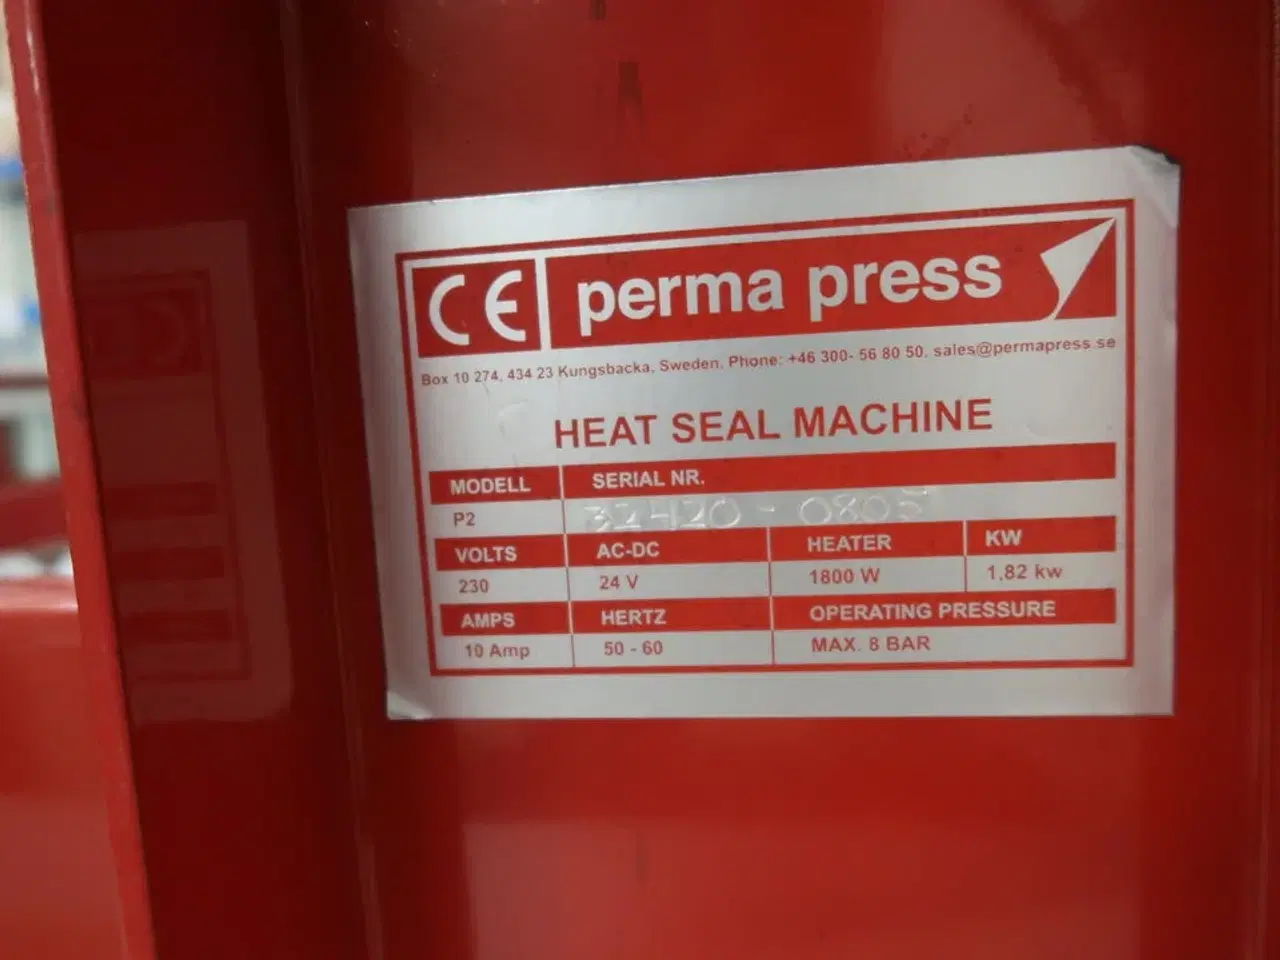 CE perma press
Box 10 274, 434 23 Kungsbacka, Sweden. Phone: +46 300- 56 80 50. sales@permapress.se
HEAT SEAL MACHINE
MODELL SERIAL NR.
P2 32420-0805
VOLTS AC-DC HEATER KW
230 24 V 1800 W 1,82 kw
AMPS HERTZ OPERATING PRESSURE
10 Amp 50 - 60 MAX. 8 BAR